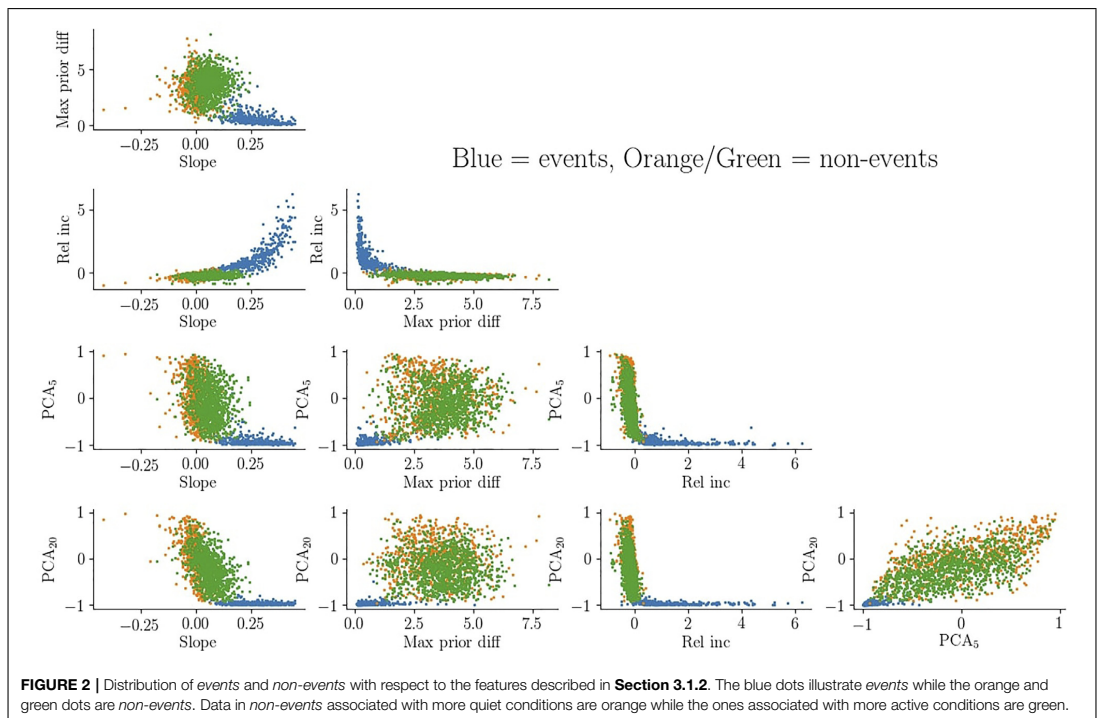 Max prior diff
5
0
−0.25
0.00
0.25
Slope
Blue = events, Orange/Green = non-events
Rel inc
5
0
−0.25
0.00
0.25
Slope
Rel inc
5
0
0.0
2.5
5.0
7.5
Max prior diff
PCA5
1
0
−1
−0.25
0.00
0.25
Slope
PCA5
1
0
−1
0.0
2.5
5.0
7.5
Max prior diff
PCA5
1
0
−1
0
2
4
6
Rel inc
PCA20
1
0
−1
−0.25
0.00
0.25
Slope
PCA20
1
0
−1
0.0
2.5
5.0
7.5
Max prior diff
PCA20
1
0
−1
0
2
4
6
Rel inc
PCA20
1
0
−1
−1
0
1
PCA5
FIGURE 2 | Distribution of events and non-events with respect to the features described in Section 3.1.2. The blue dots illustrate events while the orange and
green dots are non-events. Data in non-events associated with more quiet conditions are orange while the ones associated with more active conditions are green.